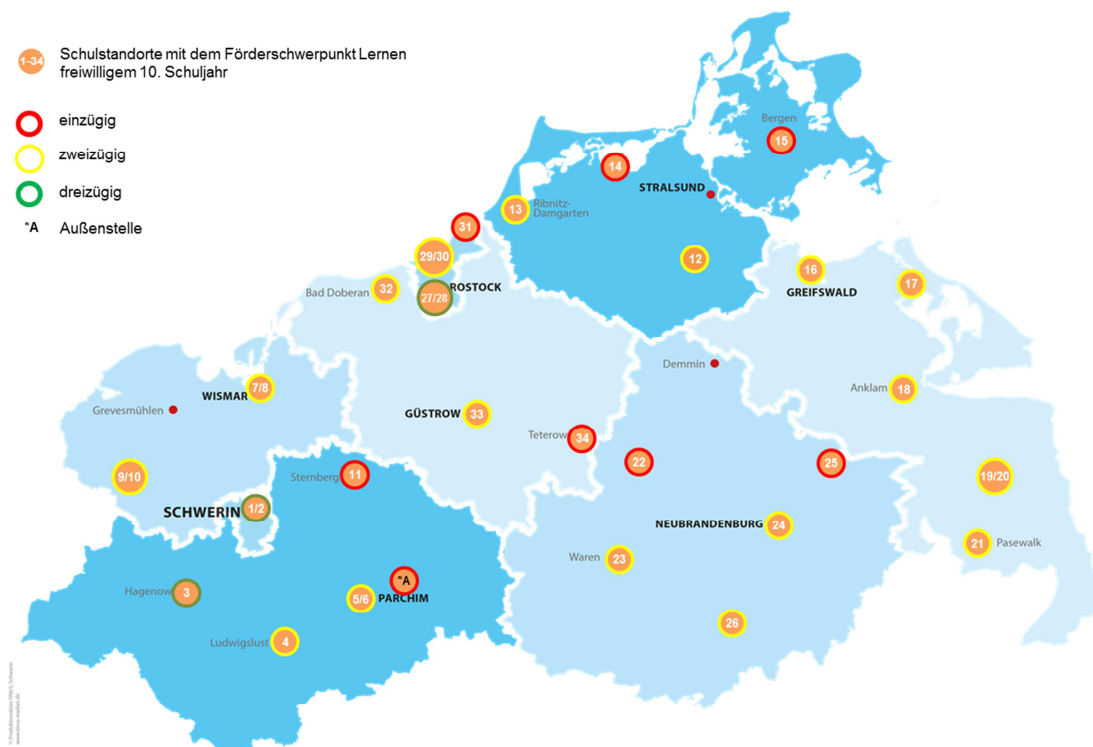 1-34 Schulstandorte mit dem Förderschwerpunkt Lernen
freiwilligem 10. Schuljahr
einzügig
zweizügig
dreizügig
*A Außenstelle
Bergen
15
14
STRALSUND
13 Ribnitz-
Damgarten
31
29/30
12
16
GREIFSWALD
17
Bad Doberan 32
ROSTOCK
27/28
Demmin
WISMAR 7/8
Anklam 18
Grevesmühlen
GÜSTROW 33
Teterow 34
22
25
Sternberg 11
9/10
19/20
SCHWERIN 1/2
NEUBRANDENBURG 24
21 Pasewalk
Waren 23
*A
Hagenow 3
5/6 PARCHIM
26
Ludwigslust 4